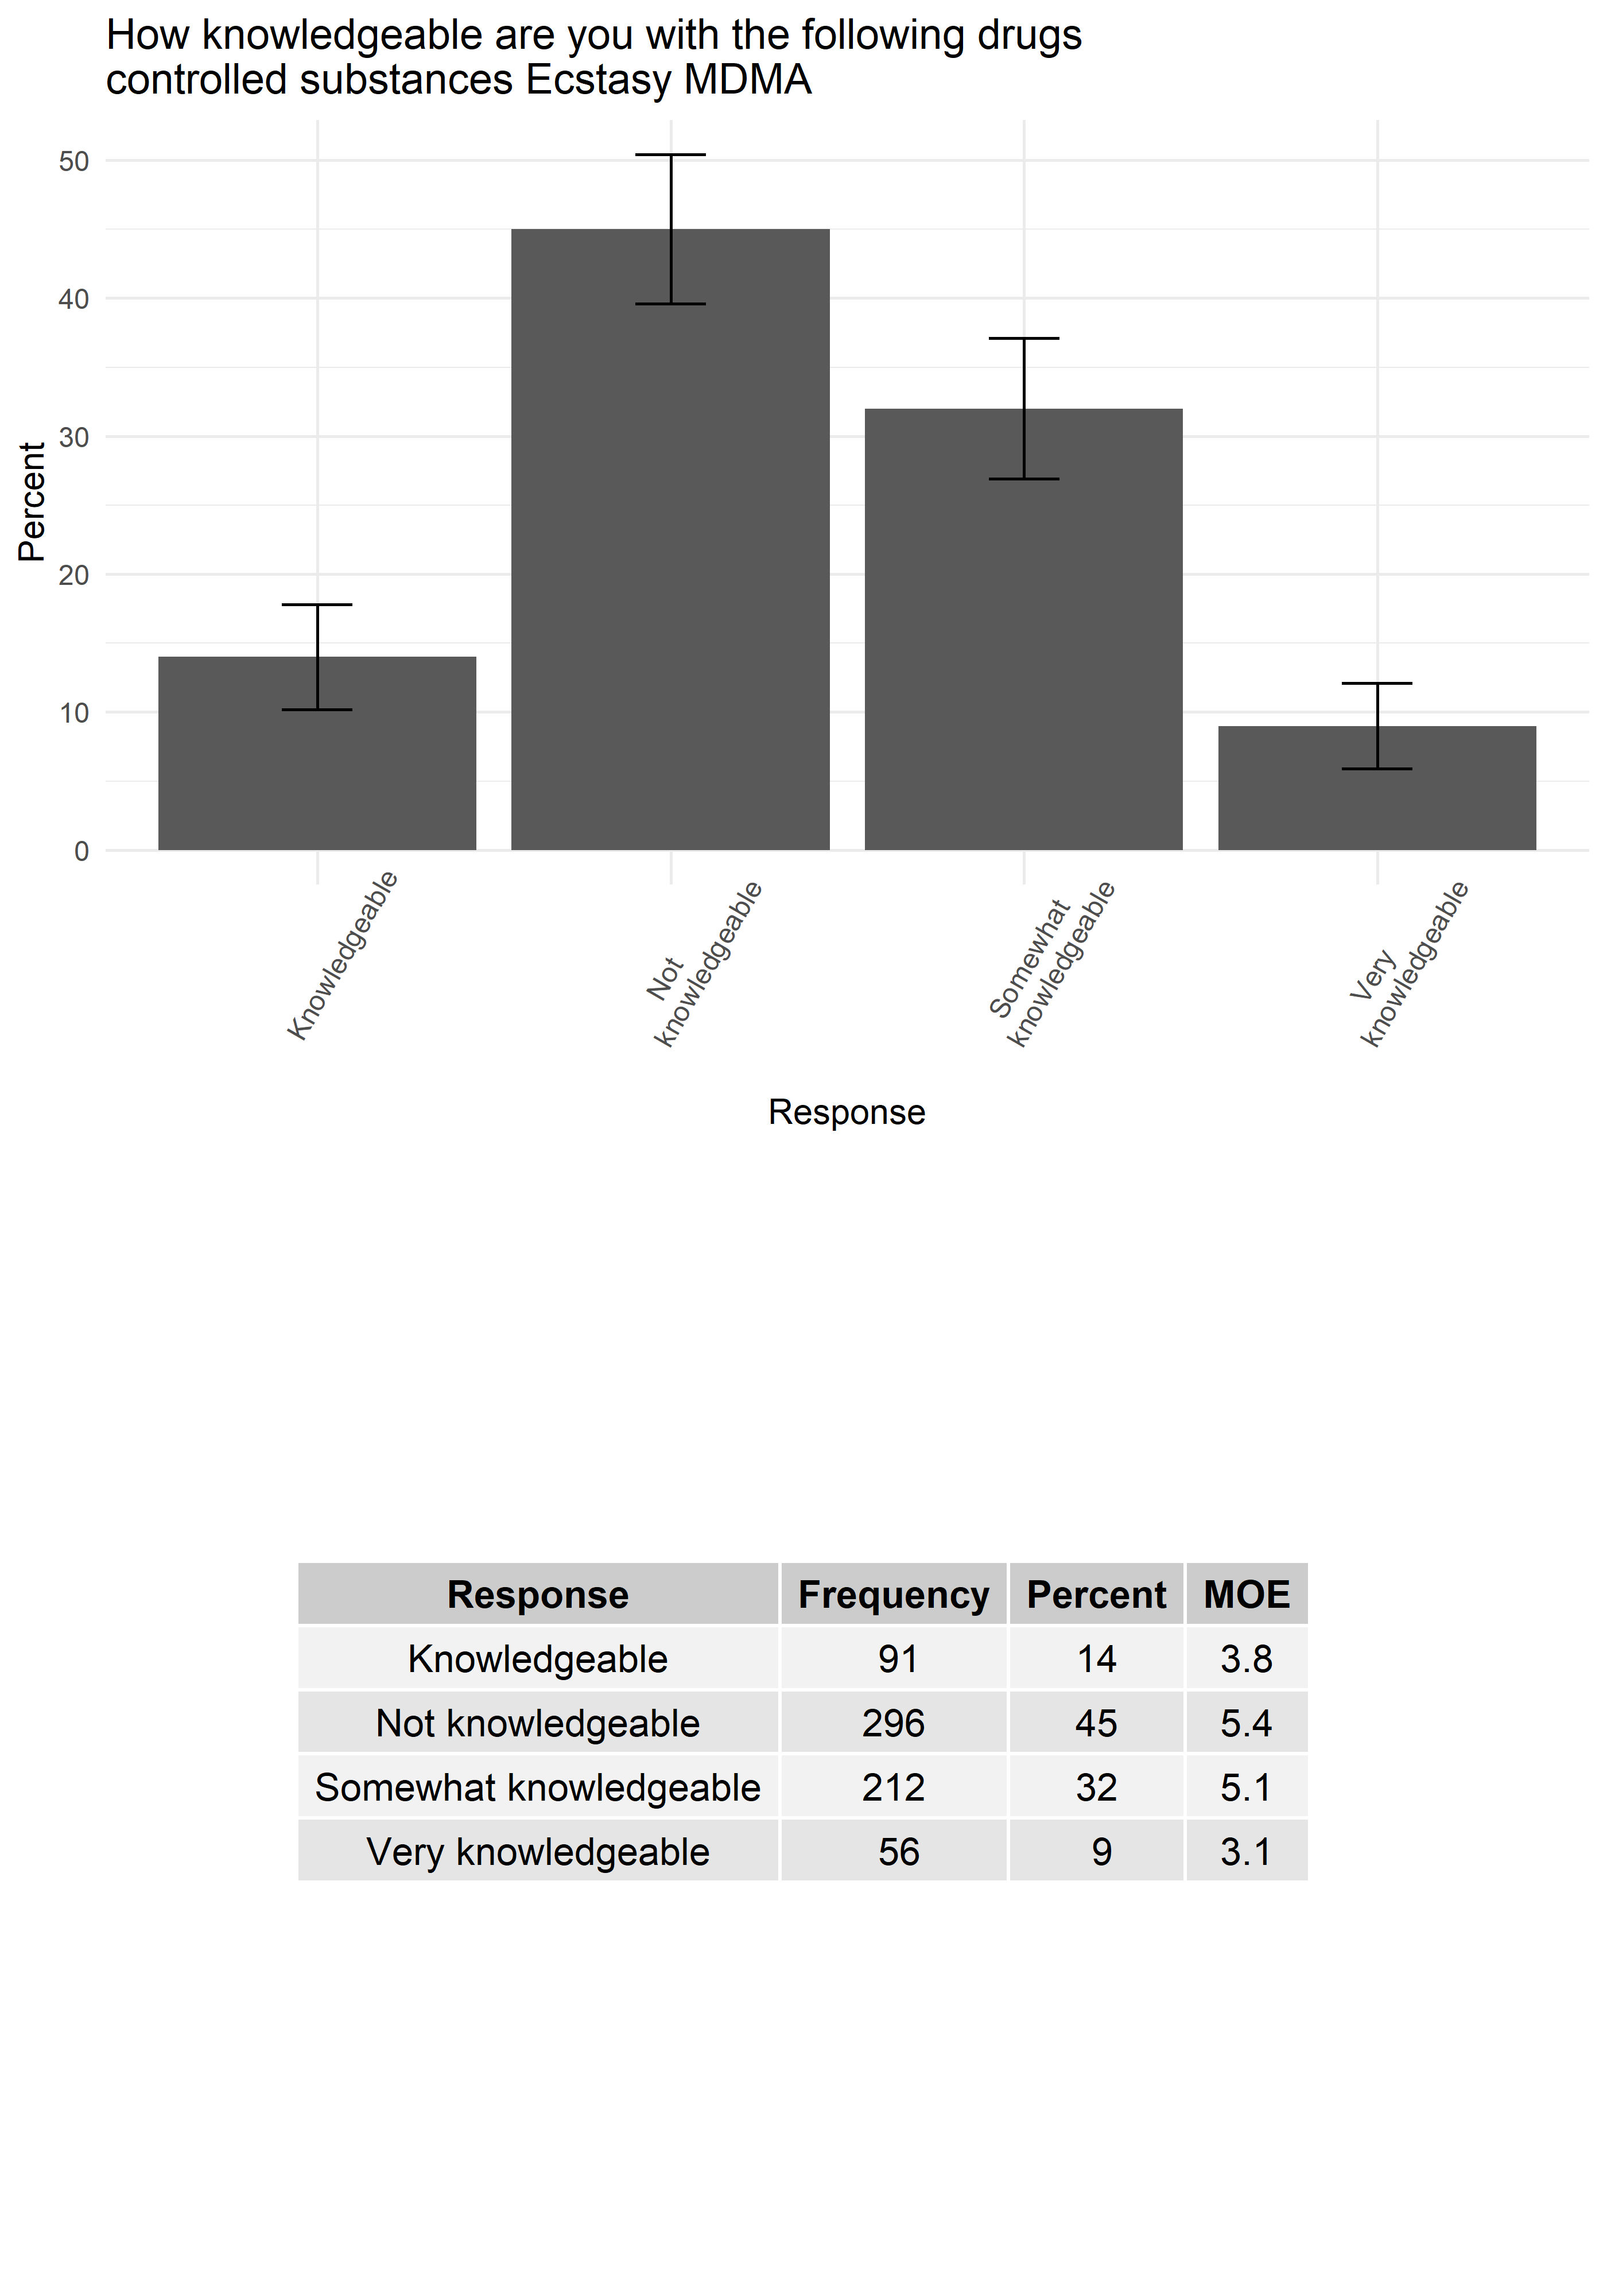 How knowledgeable are you with the following drugs
controlled substances Ecstasy MDMA
Percent
50
40
30
20
10
0
Knowledgeable
Not
knowledgeable
Somewhat
knowledgeable
Very
knowledgeable
Response
Response Frequency Percent MOE
Knowledgeable 91 14 3.8
Not knowledgeable 296 45 5.4
Somewhat knowledgeable 212 32 5.1
Very knowledgeable 56 9 3.1